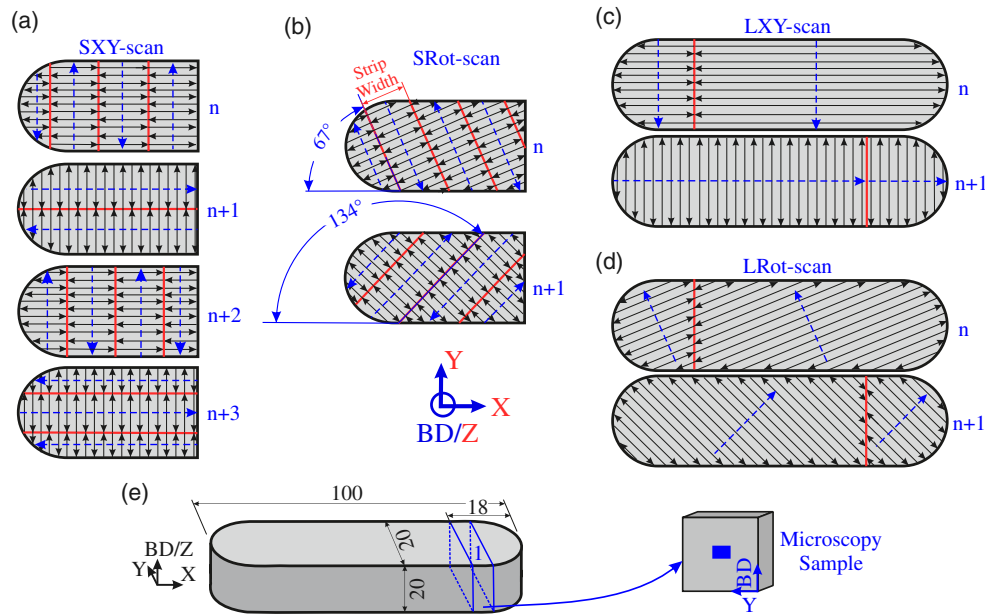 (a)
SXY-scan
n
n+1
n+2
n+3
(b)
SRot-scan
Strip
Width
67°
n
134°
n+1
Y
X
BD/Z
(c)
LXY-scan
n
n+1
(d)
LRot-scan
n
n+1
(e)
100
18
20
1
20
BD/Z
Y
X
BD
Y
Microscopy
Sample